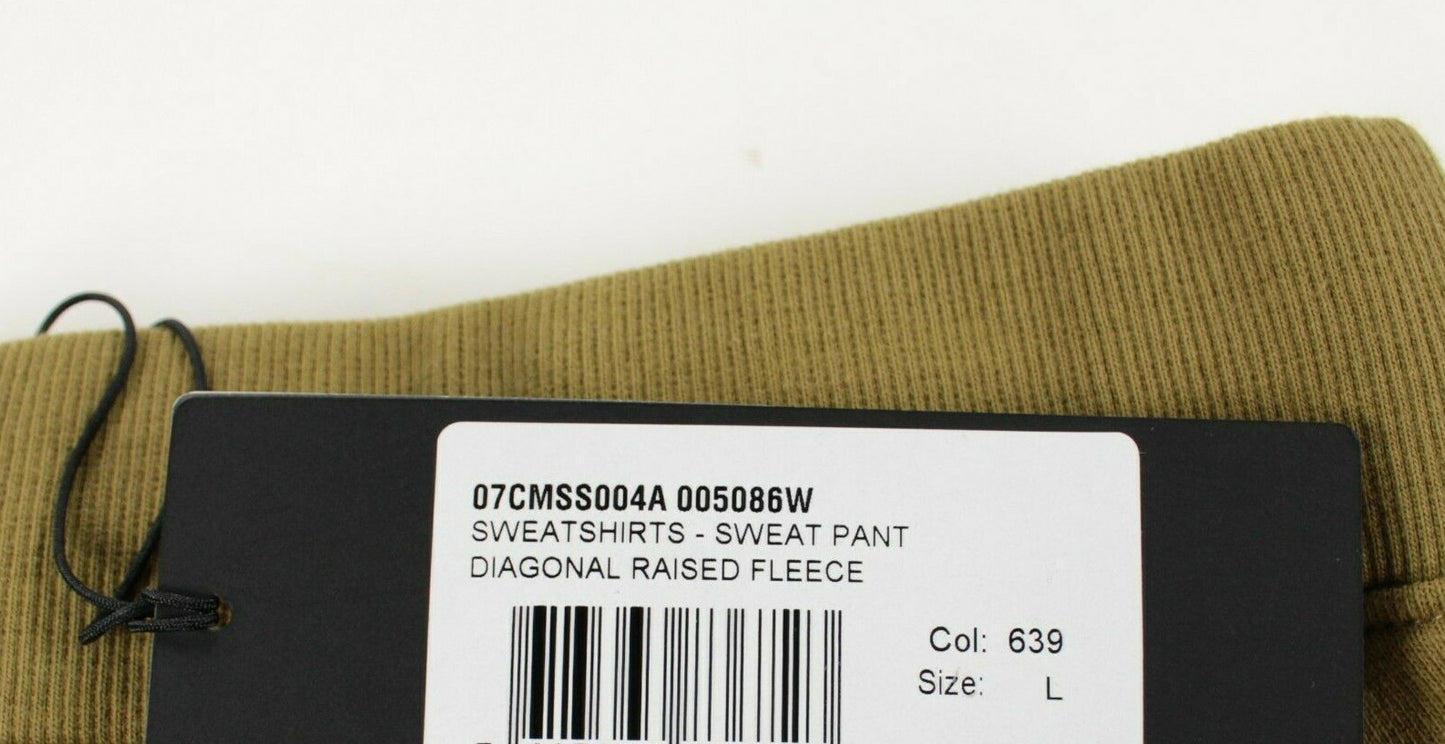 07CMSS004A 005086W
SWEATSHIRTS - SWEAT PANT
DIAGONAL RAISED FLEECE
Col: 639
Size: L